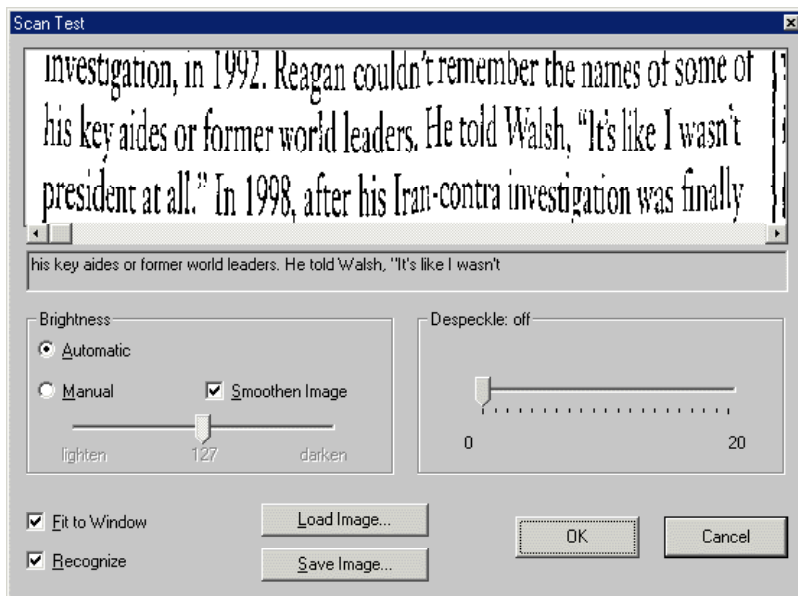 Scan Test
investigation, in 1992. Reagan couldn't remember the names of some of
his key aides or former world leaders. He told Walsh, “It's like I wasn't
president at all.” In 1998, after his Iran-contra investigation was finally
his key aides or former world leaders. He told Walsh, "It's like I wasn't
Brightness
Despeckle: off
Automatic
Manual
Smoothen Image
lighten 127 darken
0 20
Fit to Window
Load Image...
OK
Cancel
Recognize
Save Image...